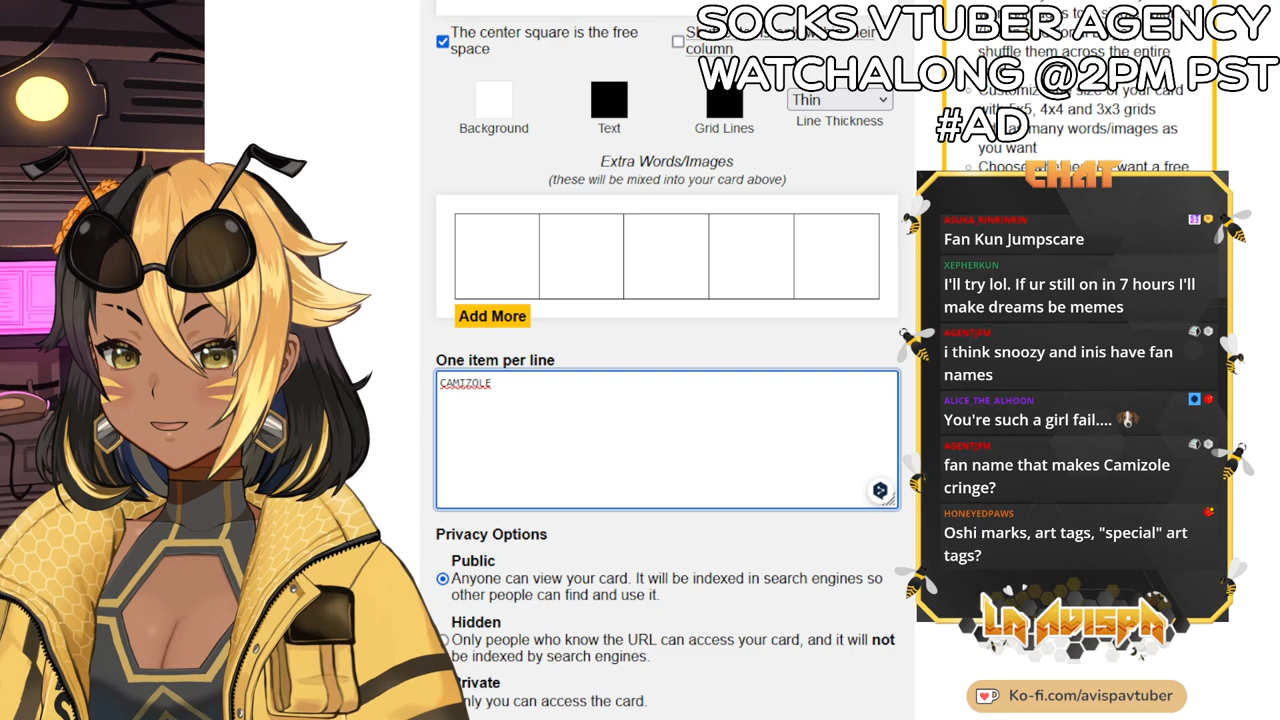 SOCKS VTUBER AGENCY
WATCHALONG @2PM PST
#AD
The center square is the free
space
column
Background
Text
Grid Lines
Thin
Line Thickness
Extra Words/Images
(these will be mixed into your card above)
Add More
One item per line
CAMIZOLE
Privacy Options
Public
Anyone can view your card. It will be indexed in search engines so
other people can find and use it.
Hidden
Only people who know the URL can access your card, and it will not
be indexed by search engines.
Private
Only you can access the card.
shuffle them across the entire
with 5x5, 4x4 and 3x3 grids
many words/images as
you want
CHAT
ASUKA_RINRINRIN
Fan Kun Jumpscare
XEPHERKUN
I'll try lol. If ur still on in 7 hours I'll
make dreams be memes
AGENTJFM
i think snoozy and inis have fan
names
ALICE_THE_ALHOON
You're such a girl fail....
AGENTJFM
fan name that makes Camizole
cringe?
HONEYEDPAWS
Oshi marks, art tags, "special" art
tags?
LA AVISPA
Ko-fi.com/avispavtuber